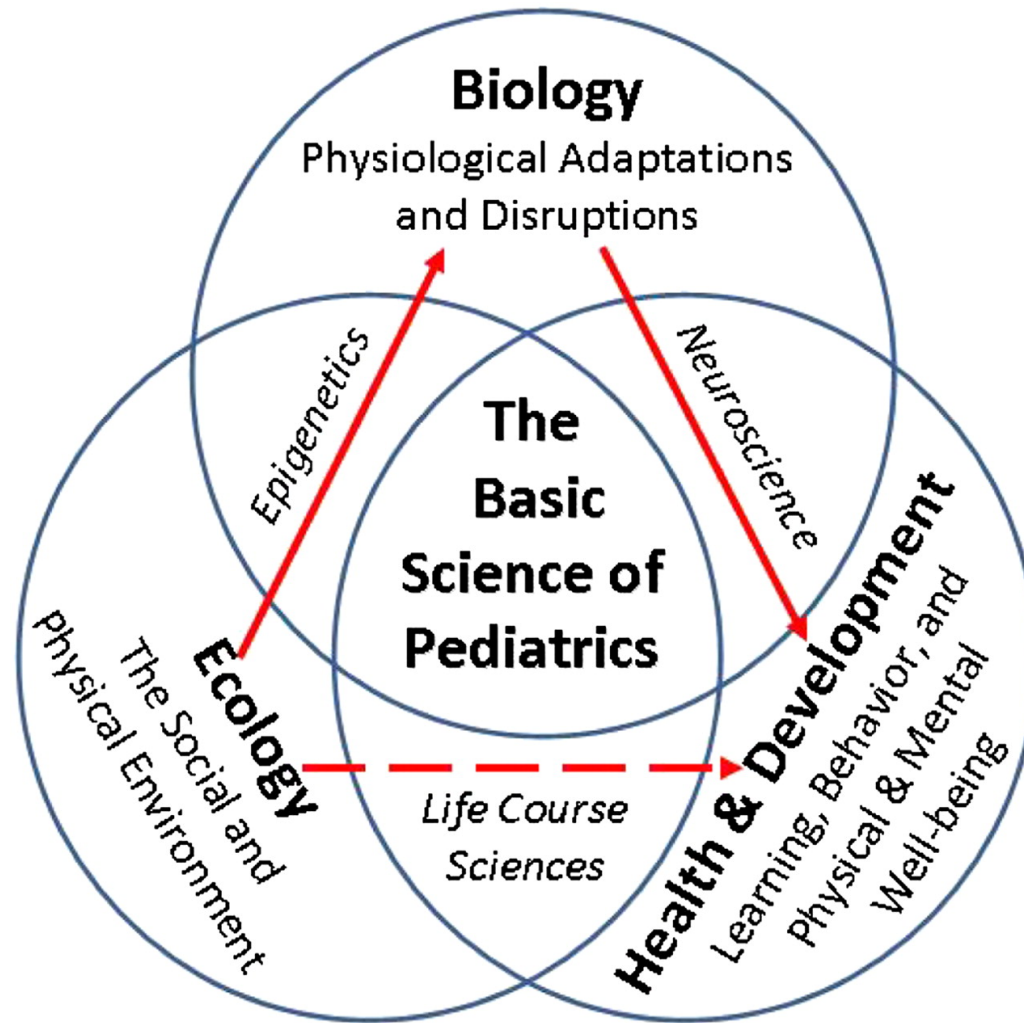 Biology
Physiological Adaptations
and Disruptions
Epigenetics
Neuroscience
The
Basic
Science of
Pediatrics
Ecology
The Social and
Physical Environment
Life Course
Sciences
Health & Development
Learning, Behavior, and
Physical & Mental
Well-being